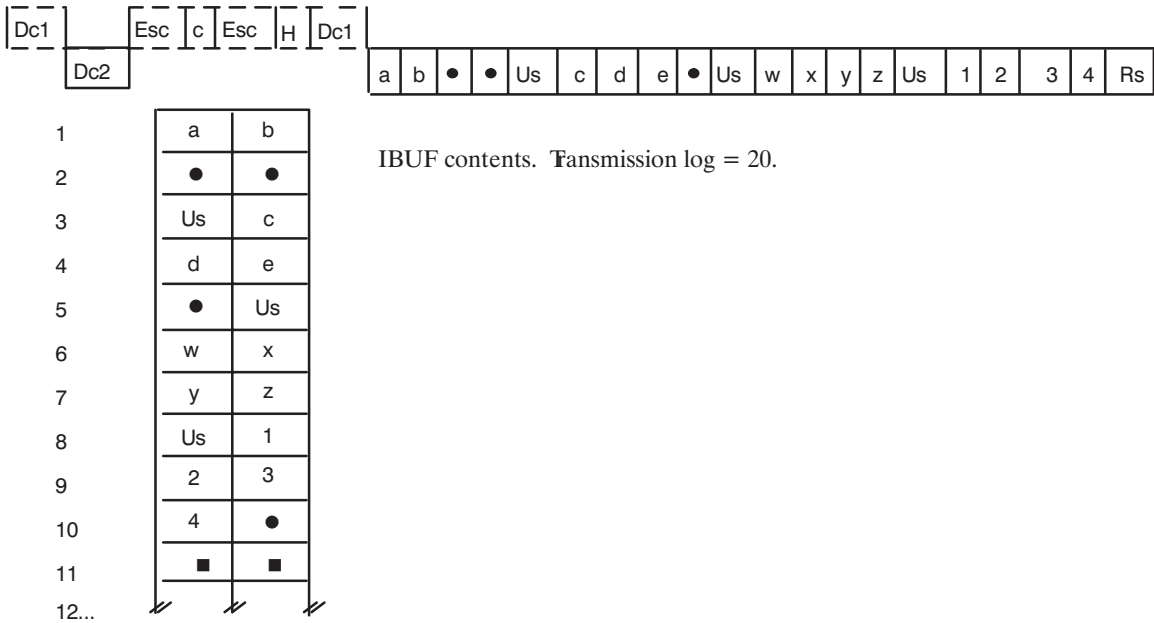 Dc1 Esc c Esc H Dc1
Dc2 a b ● ● Us c d e ● Us w x y z Us 1 2 3 4 Rs
1 a b
IBUF contents. Transmission log = 20.
2 ● ●
3 Us c
4 d e
5 ● Us
6 w x
7 y z
8 Us 1
9 2 3
10 4 ●
11 ■ ■
12...